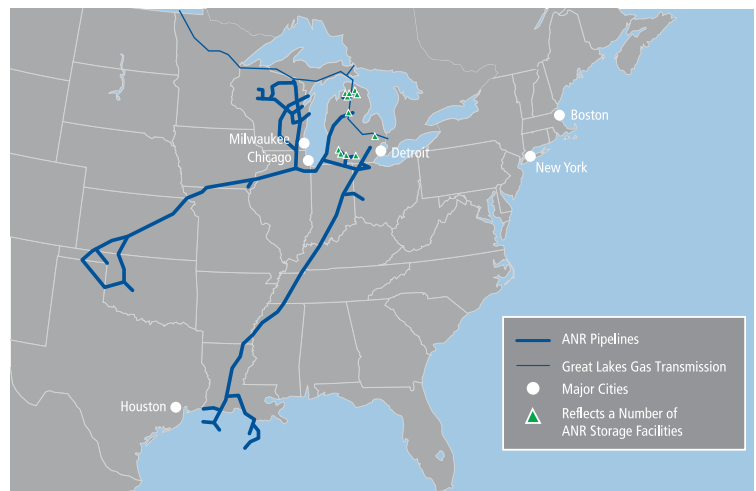 Boston
Milwaukee
Chicago
Detroit
New York
Houston
ANR Pipelines
Great Lakes Gas Transmission
Major Cities
Reflects a Number of
ANR Storage Facilities